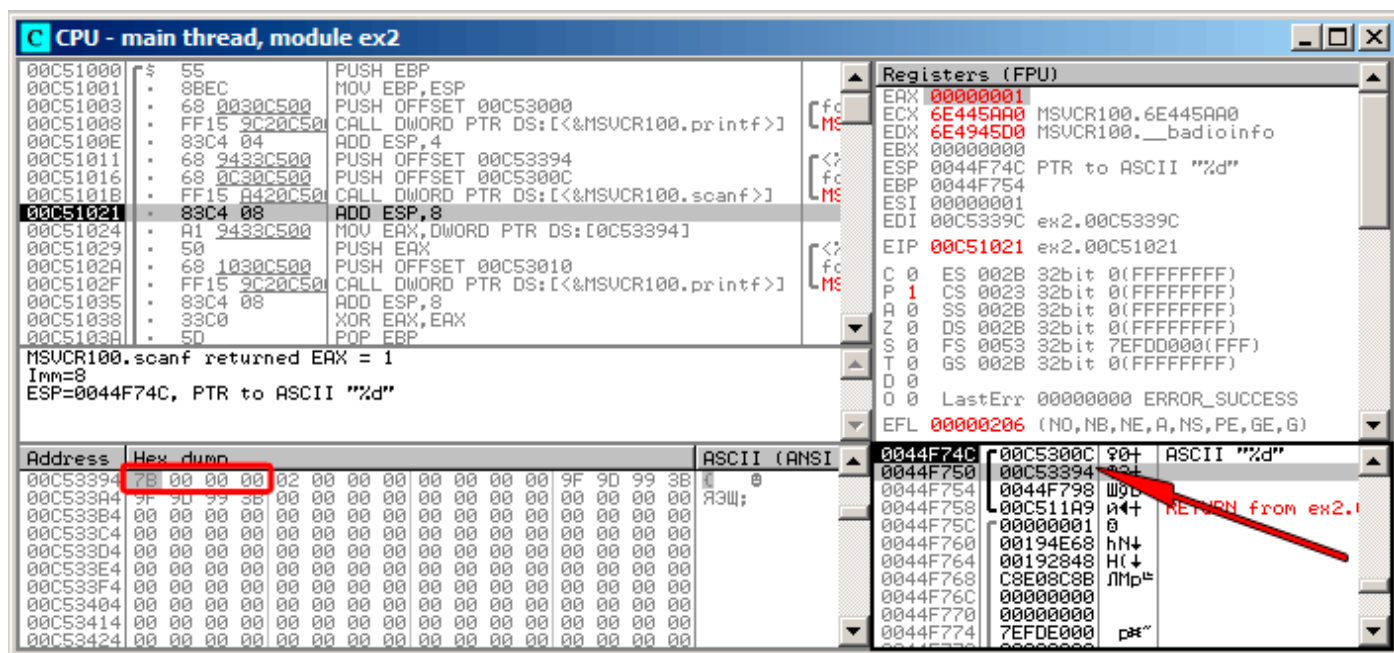 C CPU - main thread, module ex2
00C51000 $ 55 PUSH EBP
00C51001 . 8BEC MOV EBP,ESP
00C51003 . 68 0030C500 PUSH OFFSET 00C53000
00C51008 . FF15 9C20C50 CALL DWORD PTR DS:[<&MSVCR100.printf>]
00C5100E . 83C4 04 ADD ESP,4
00C51011 . 68 9433C500 PUSH OFFSET 00C53394
00C51016 . 68 0C30C500 PUSH OFFSET 00C5300C
00C5101B . FF15 A420C50 CALL DWORD PTR DS:[<&MSVCR100.scanf>]
00C51021 . 83C4 08 ADD ESP,8
00C51024 . A1 9433C500 MOV EAX,DWORD PTR DS:[0C53394]
00C51029 . 50 PUSH EAX
00C5102A . 68 1030C500 PUSH OFFSET 00C53010
00C5102F . FF15 9C20C50 CALL DWORD PTR DS:[<&MSVCR100.printf>]
00C51035 . 83C4 08 ADD ESP,8
00C51038 . 33C0 XOR EAX,EAX
00C5103A . 5D POP EBP
MSVCR100.scanf returned EAX = 1
Imm=8
ESP=0044F74C, PTR to ASCII "%d"
Registers (FPU)
EAX 00000001
ECX 6E445AA0 MSVCR100.6E445AA0
EDX 6E4945D0 MSVCR100.__badioinfo
EBX 00000000
ESP 0044F74C PTR to ASCII "%d"
EBP 0044F754
ESI 00000001
EDI 00C5339C ex2.00C5339C
EIP 00C51021 ex2.00C51021
C 0 ES 002B 32bit 0(FFFFFFFF)
P 1 CS 0023 32bit 0(FFFFFFFF)
A 0 SS 002B 32bit 0(FFFFFFFF)
Z 0 DS 002B 32bit 0(FFFFFFFF)
S 0 FS 0053 32bit 7EFDD000(FFF)
T 0 GS 002B 32bit 0(FFFFFFFF)
D 0
O 0 LastErr 00000000 ERROR_SUCCESS
EFL 00000206 (NO,NB,NE,A,NS,PE,GE,G)
Address Hex dump ASCII (ANSI
00C53394 7B 00 00 00 02 00 00 00 00 00 00 00 9F 9D 99 3B {
00C533A4 9F 9D 99 3B 00 00 00 00 00 00 00 00 00 00 00 00 ЯЭЩ;
00C533B4 00 00 00 00 00 00 00 00 00 00 00 00 00 00 00 00
00C533C4 00 00 00 00 00 00 00 00 00 00 00 00 00 00 00 00
00C533D4 00 00 00 00 00 00 00 00 00 00 00 00 00 00 00 00
00C533E4 00 00 00 00 00 00 00 00 00 00 00 00 00 00 00 00
00C533F4 00 00 00 00 00 00 00 00 00 00 00 00 00 00 00 00
00C53404 00 00 00 00 00 00 00 00 00 00 00 00 00 00 00 00
00C53414 00 00 00 00 00 00 00 00 00 00 00 00 00 00 00 00
00C53424 00 00 00 00 00 00 00 00 00 00 00 00 00 00 00 00
0044F74C 00C5300C ASCII "%d"
0044F750 00C53394
0044F754 0044F798
0044F758 00C511A9 RETURN from ex2.
0044F75C 00000001
0044F760 00194E68 hN↓
0044F764 00192848 H(↓
0044F768 C8E08C8B
0044F76C 00000000
0044F770 00000000
0044F774 7EFDE000